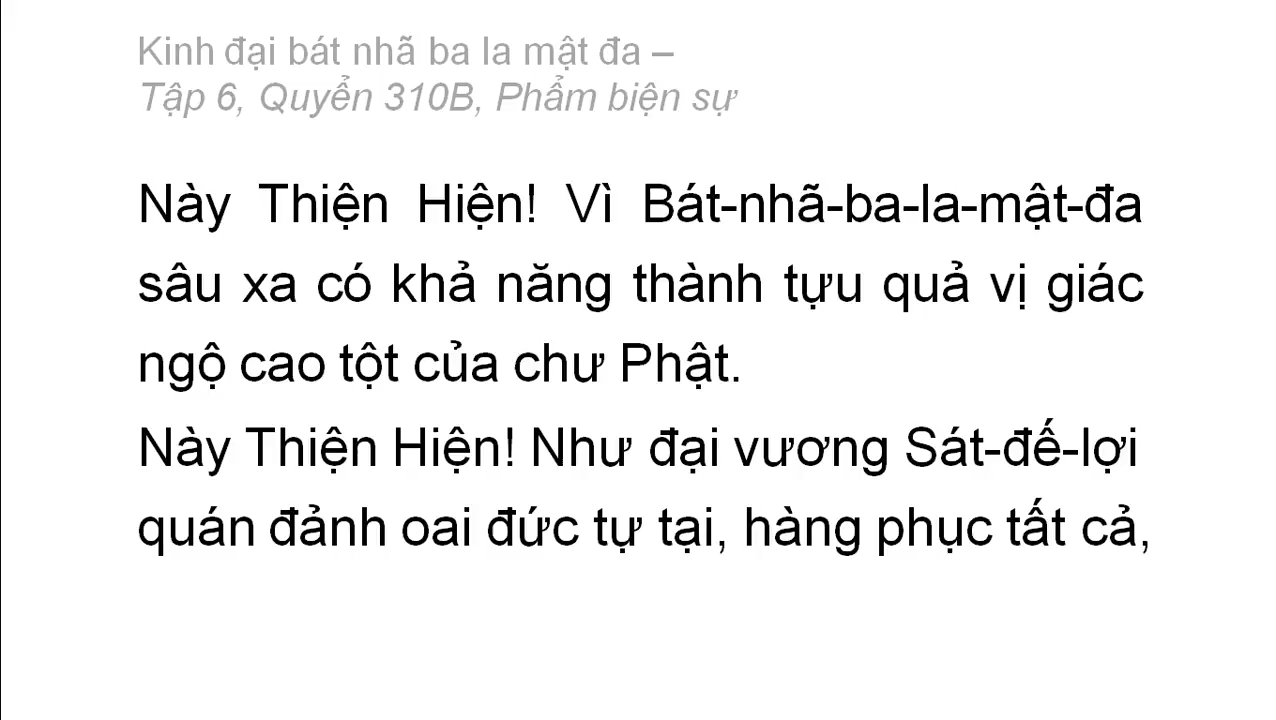 Kinh đại bát nhã ba la mật đa –
Tập 6, Quyển 310B, Phẩm biện sự
Này Thiện Hiện! Vì Bát-nhã-ba-la-mật-đa
sâu xa có khả năng thành tựu quả vị giác
ngộ cao tột của chư Phật.
Này Thiện Hiện! Như đại vương Sát-đế-lợi
quán đảnh oai đức tự tại, hàng phục tất cả,